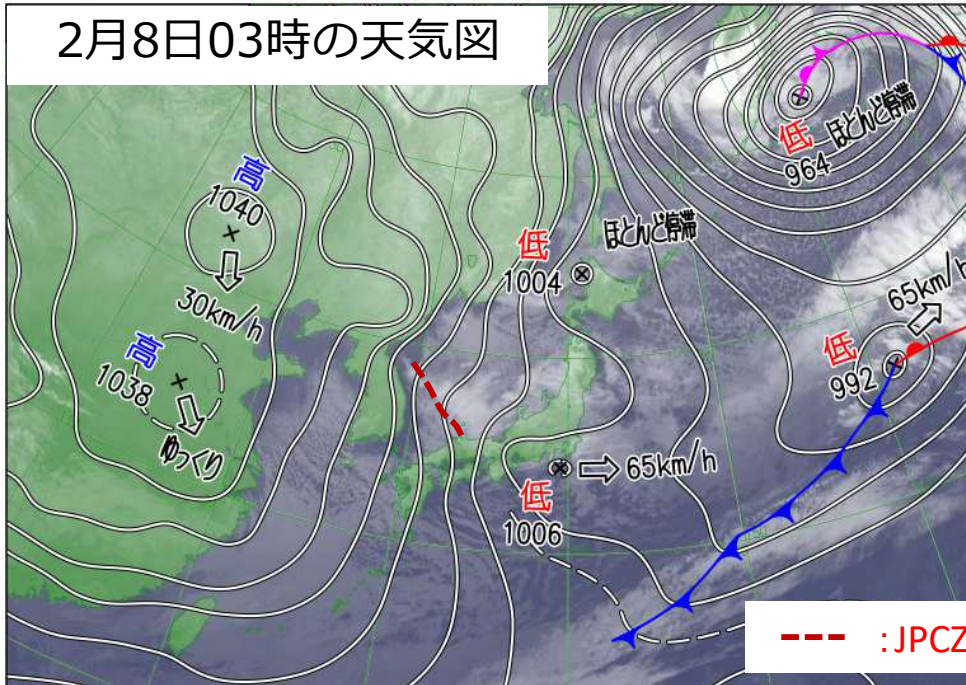 2月8日03時の天気図
高
1040
30km/h
高
1038
ゆっくり
低
1004
ほとんど停滞
低
964
ほとんど停滞
低
992
65km/h
低
1006
65km/h
: JPCZ